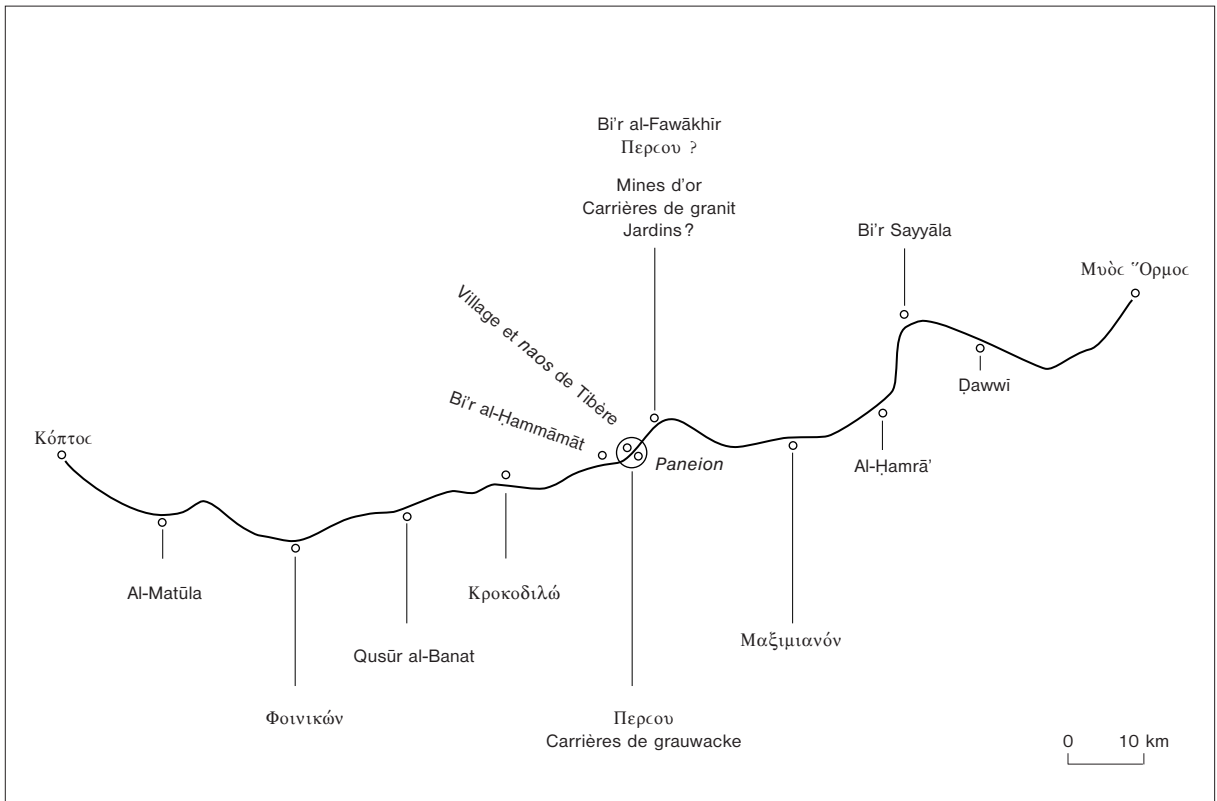 Bi'r al-Fawākhir
Περϲου ?
Mines d'or
Carrières de granit
Jardins ?
Bi'r Sayyāla
Μυὸϲ Ὅρμοϲ
Village et naos de Tibère
Ḍawwī
Bi'r al-Ḥammāmāt
Κόπτοϲ
Paneion
Al-Ḥamrā'
Al-Matūla
Κροκοδιλώ
Μαξιμιανόν
Qusūr al-Banat
Φοινικών
Περϲου
Carrières de grauwacke
0 10 km